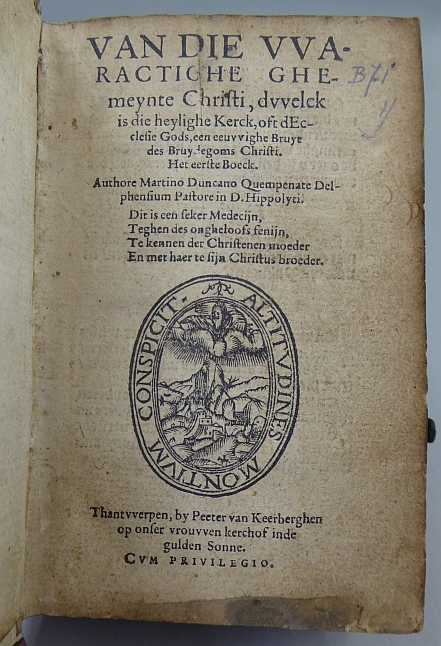 VAN DIE VVA-
RACTIGHE GHE-
meynte Christi, dvvelck
is die heylighe Kerck, oft dEc-
clesie Gods, een eeuvvighe Bruyt
des Bruydegoms Christi.
Het eerste Boeck.
Authore Martino Duncano Quempenate Del-
phensium Pastore in D. Hippolyti.
Dit is een seker Medecijn,
Teghen des ongheloofs fenijn,
Te kennen der Christenen moeder
En met haer te sijn Christus broeder.
CONSPICIT ALTITVDINES MONTIVM
Thantvverpen, by Peeter van Keerberghen
op onser vrouvven kerchof inde
gulden Sonne.
CVM PRIVILEGIO.